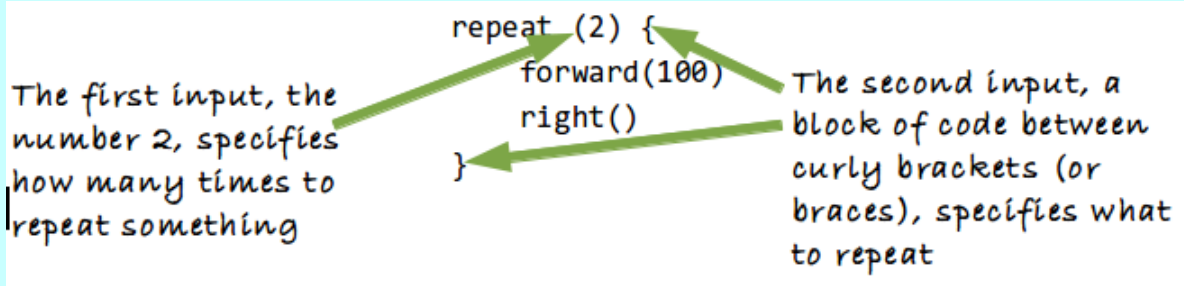 repeat (2) {
forward(100)
right()
}
The first input, the
number 2, specifies
how many times to
repeat something
The second input, a
block of code between
curly brackets (or
braces), specifies what
to repeat